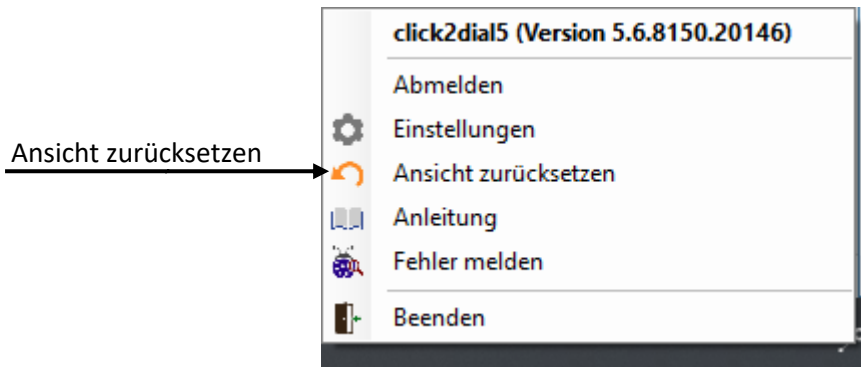 click2dial5 (Version 5.6.8150.20146)
Abmelden
Einstellungen
Ansicht zurücksetzen
Ansicht zurücksetzen
Anleitung
Fehler melden
Beenden